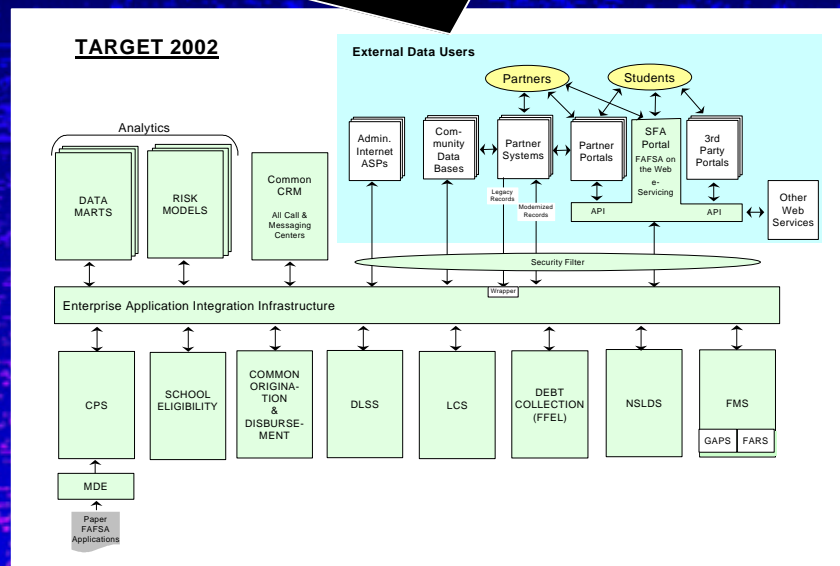 TARGET 2002
External Data Users
Partners
Students
Analytics
DATA
MARTS
RISK
MODELS
Common
CRM
All Call &
Messaging
Centers
Admin.
Internet
ASPs
Com-
munity
Data
Bases
Partner
Systems
Partner
Portals
SFA
Portal
FAFSA on
the Web
e-
Servicing
3rd
Party
Portals
Legacy
Records
Modernized
Records
API
API
Other
Web
Services
Security Filter
Wrapper
Enterprise Application Integration Infrastructure
CPS
SCHOOL
ELIGIBILITY
COMMON
ORIGINA-
TION
&
DISBURSE-
MENT
DLSS
LCS
DEBT
COLLECTION
(FFEL)
NSLDS
FMS
GAPS
FARS
MDE
Paper
FAFSA
Applications